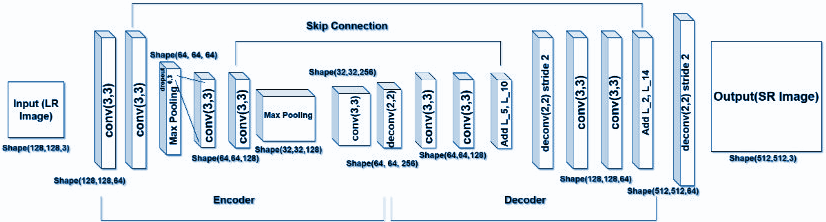 Skip Connection
Shape(64, 64, 64)
Shape(32,32,256)
Input (LR
Image)
Shape(128,128,3)
conv(3,3)
conv(3,3)
Shape(128,128,64)
dropout
Max Pooling
conv(3,3)
conv(3,3)
Shape(64,64,128)
Max Pooling
Shape(32,32,128)
conv(3,3)
deconv(2,2)
Shape(64, 64, 256)
conv(3,3)
conv(3,3)
Shape(64,64,128)
Add L_5, L_10
deconv(2,2) stride 2
conv(3,3)
conv(3,3)
Shape(128,128,64)
Add L_2, L_14
deconv(2,2) stride 2
Shape(512,512,64)
Output(SR Image)
Shape(512,512,3)
Encoder
Decoder